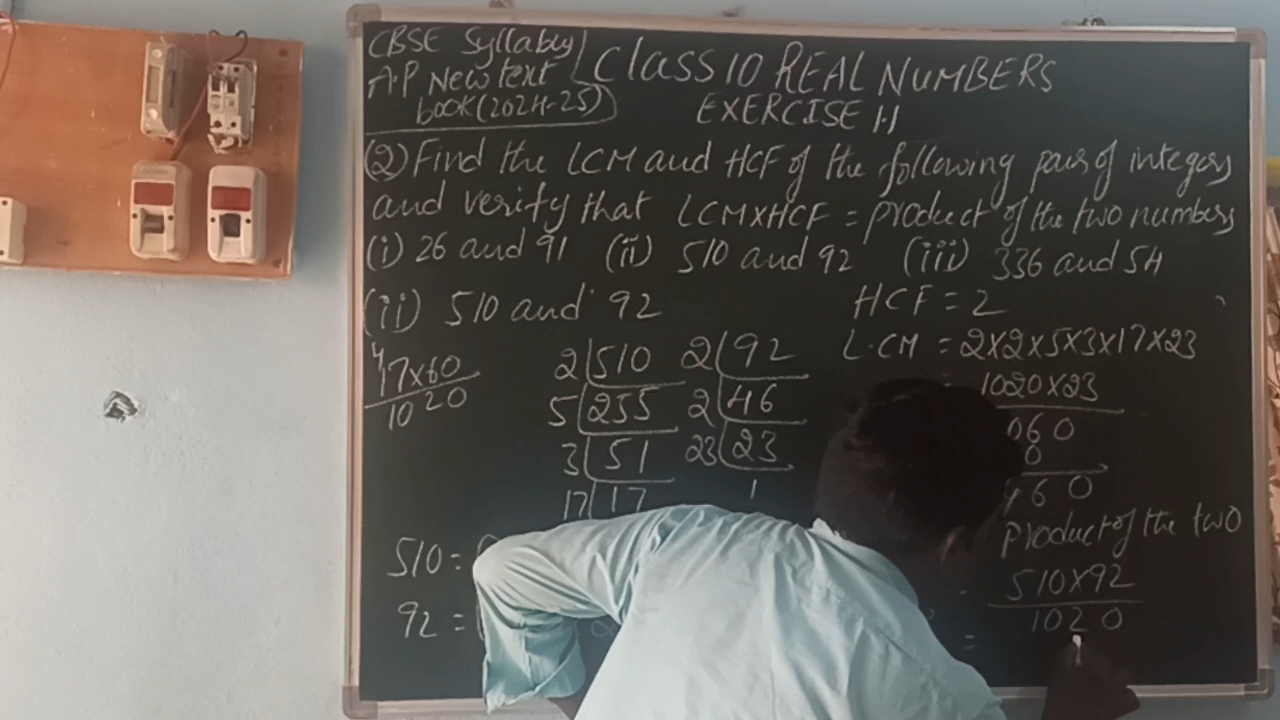 CBSE Syllabus
A.P New text
book (2024-25)
Class 10 REAL NUMBERS
EXERCISE 1.1
(2) Find the LCM and HCF of the following pairs of integers
and verify that LCM×HCF = product of the two numbers
(i) 26 and 91 (ii) 510 and 92 (iii) 336 and 54
(ii) 510 and 92
17×60
1020
2 510
5 255
3 51
17 17
2 92
2 46
23 23
1
510 =
92 =
HCF = 2
L.CM = 2×2×5×3×17×23
= 1020×23
060
0
460
product of the two
= 510×92
= 1020